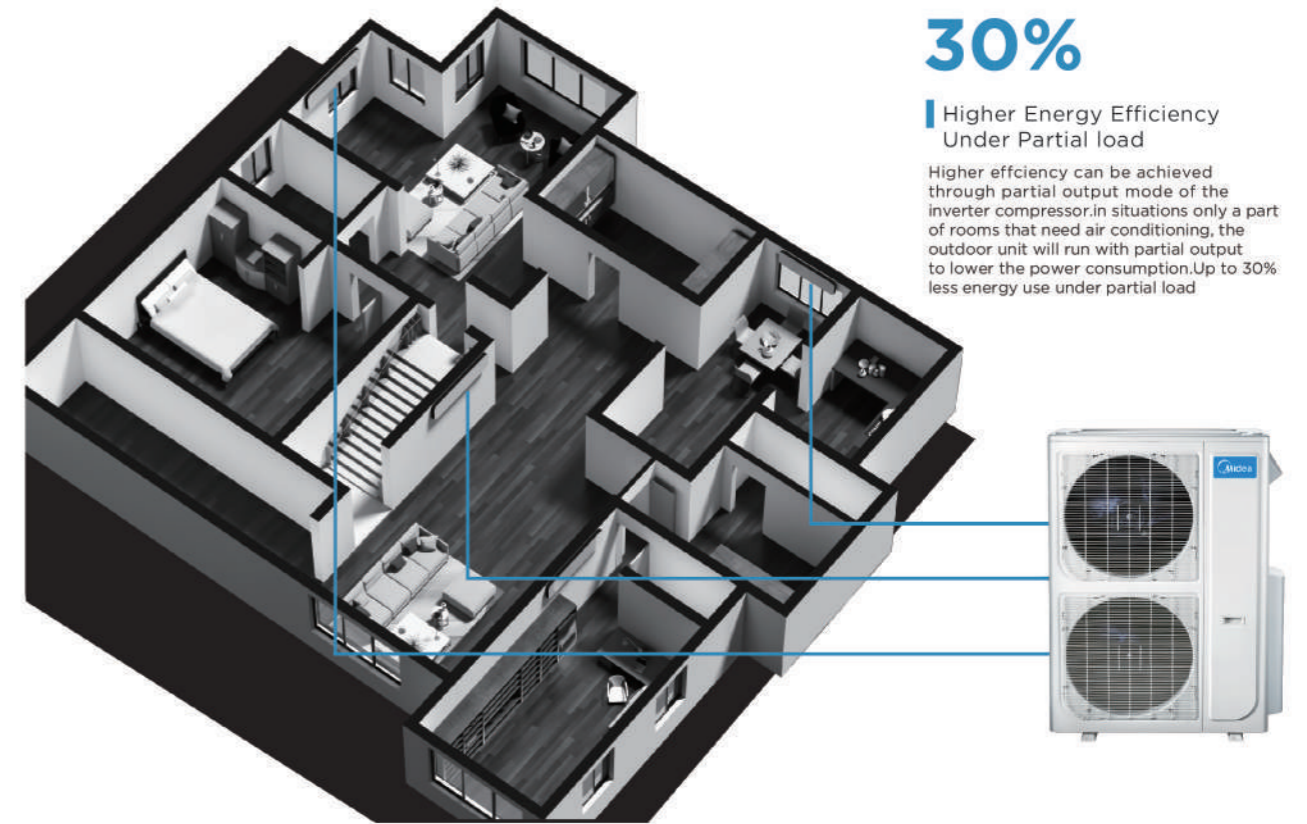 30%
Higher Energy Efficiency
Under Partial load
Higher effciency can be achieved
through partial output mode of the
inverter compressor.in situations only a part
of rooms that need air conditioning, the
outdoor unit will run with partial output
to lower the power consumption.Up to 30%
less energy use under partial load
Midea